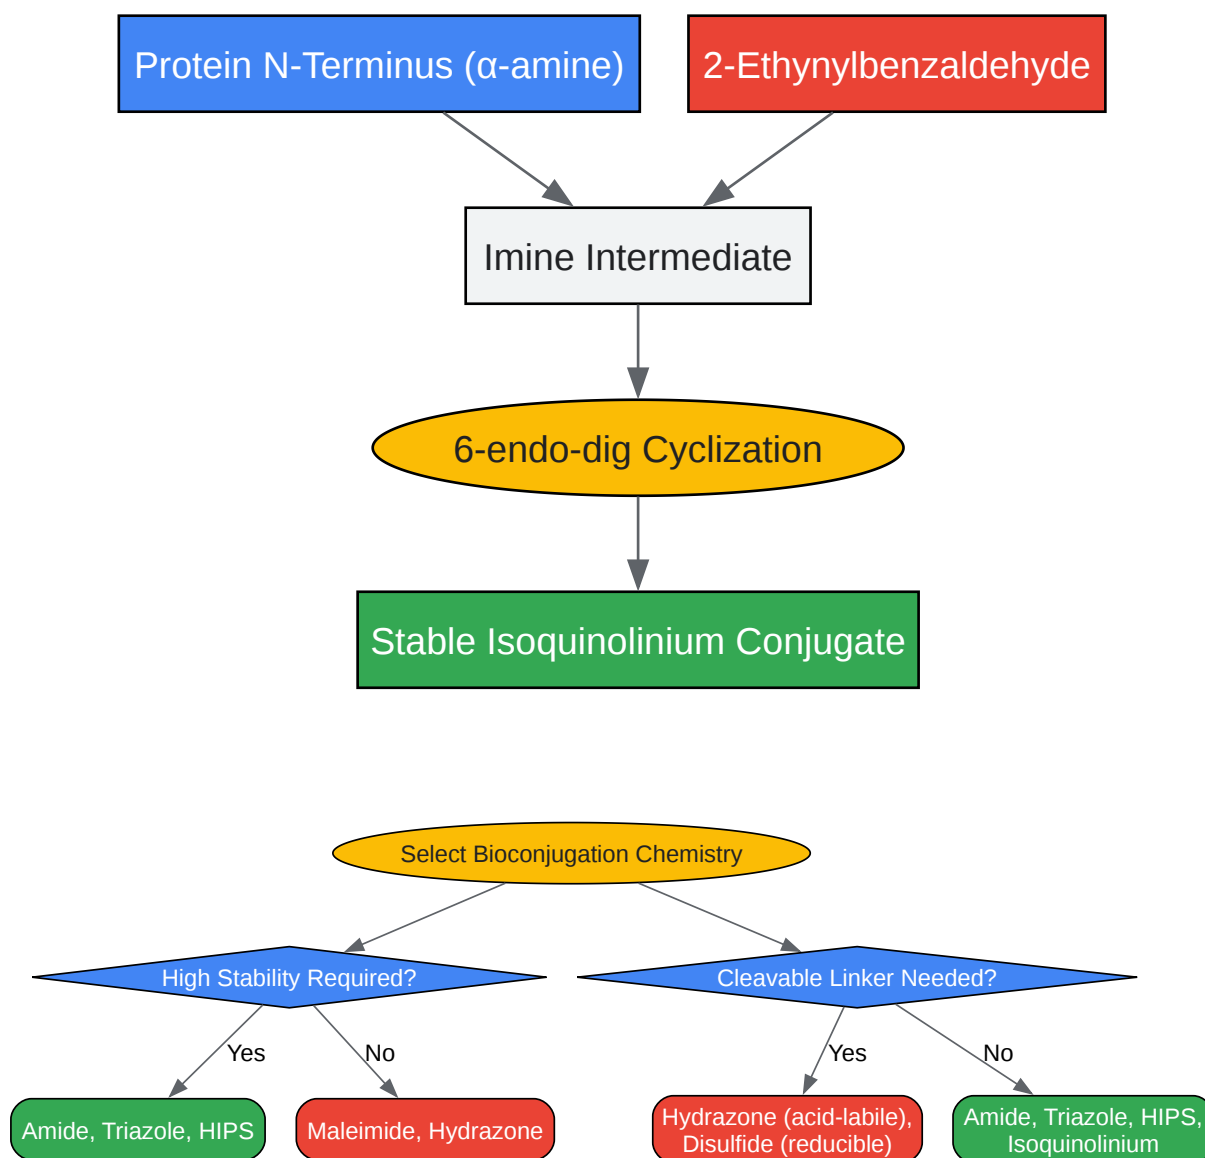 Protein N-Terminus (α-amine)
2-Ethynylbenzaldehyde
Imine Intermediate
6-endo-dig Cyclization
Stable Isoquinolinium Conjugate
Select Bioconjugation Chemistry
High Stability Required?
Cleavable Linker Needed?
Yes
No
Yes
No
Amide, Triazole, HIPS
Maleimide, Hydrazone
Hydrazone (acid-labile),
Disulfide (reducible)
Amide, Triazole, HIPS,
Isoquinolinium